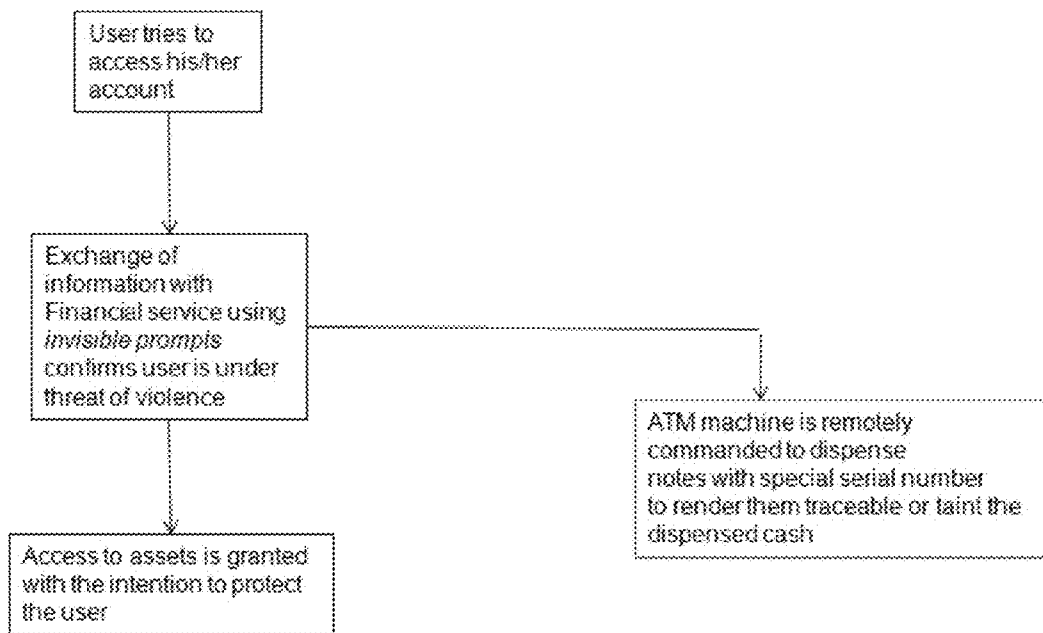 User tries to
access his/her
account
Exchange of
information with
Financial service using
invisible prompts
confirms user is under
threat of violence
ATM machine is remotely
commanded to dispense
notes with special serial number
to render them traceable or taint the
dispensed cash
Access to assets is granted
with the intention to protect
the user